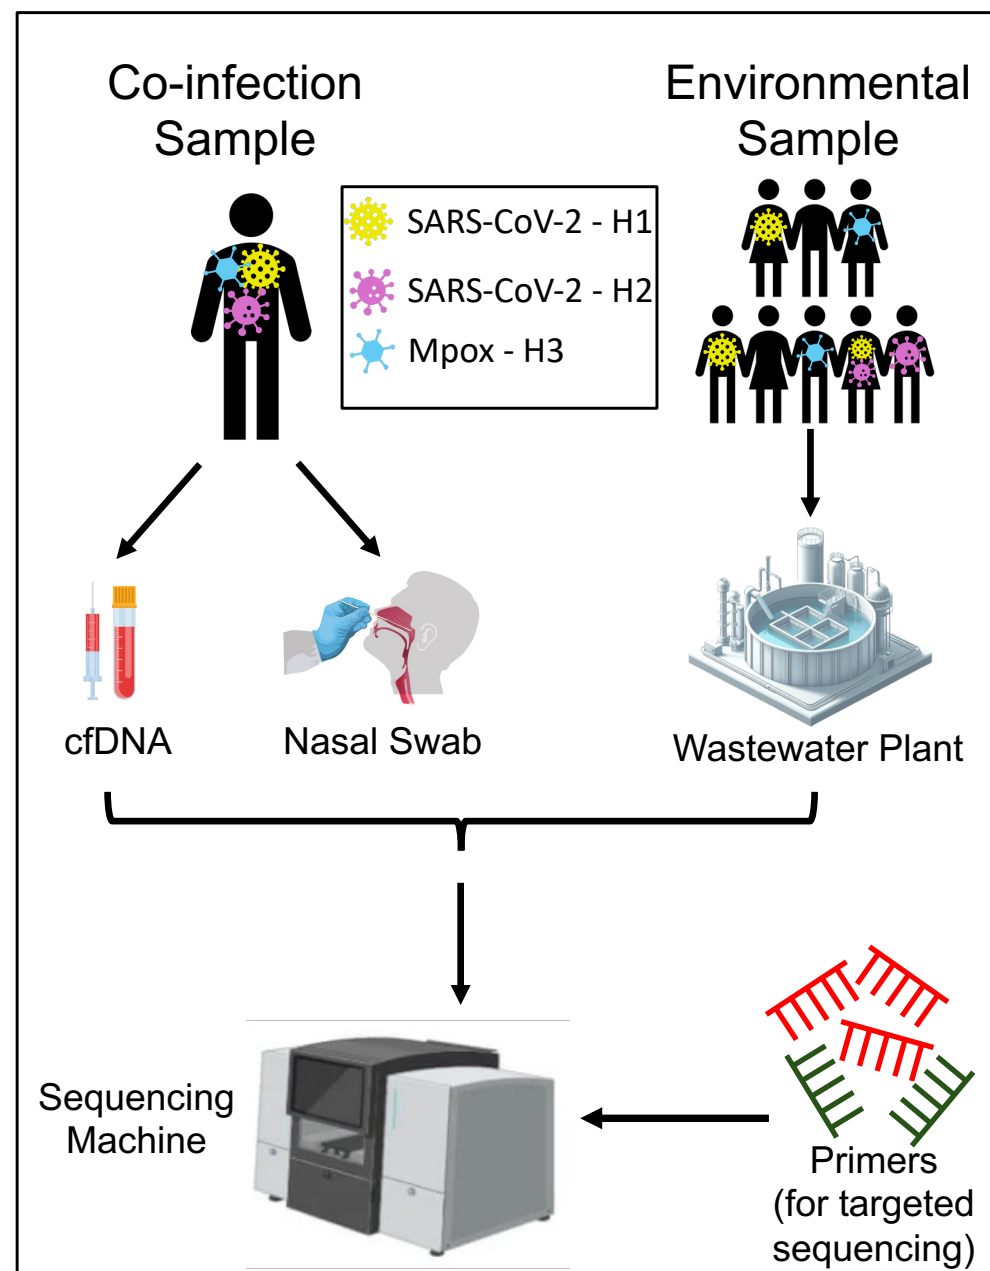 Co-infection
Sample
Environmental
Sample
SARS-CoV-2 - H1
SARS-CoV-2 - H2
Mpox - H3
cfDNA
Nasal Swab
Wastewater Plant
Sequencing
Machine
Primers
(for targeted
sequencing)